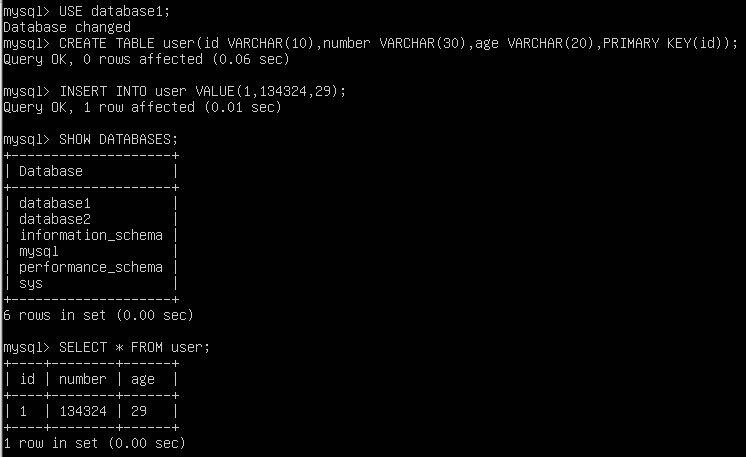 mysql> USE database1;
Database changed
mysql> CREATE TABLE user(id VARCHAR(10),number VARCHAR(30),age VARCHAR(20),PRIMARY KEY(id));
Query OK, 0 rows affected (0.06 sec)

mysql> INSERT INTO user VALUE(1,134324,29);
Query OK, 1 row affected (0.01 sec)

mysql> SHOW DATABASES;
+--------------------+
| Database           |
+--------------------+
| database1          |
| database2          |
| information_schema |
| mysql              |
| performance_schema |
| sys                |
+--------------------+
6 rows in set (0.00 sec)

mysql> SELECT * FROM user;
+----+--------+------+
| id | number | age  |
+----+--------+------+
| 1  | 134324 | 29   |
+----+--------+------+
1 row in set (0.00 sec)